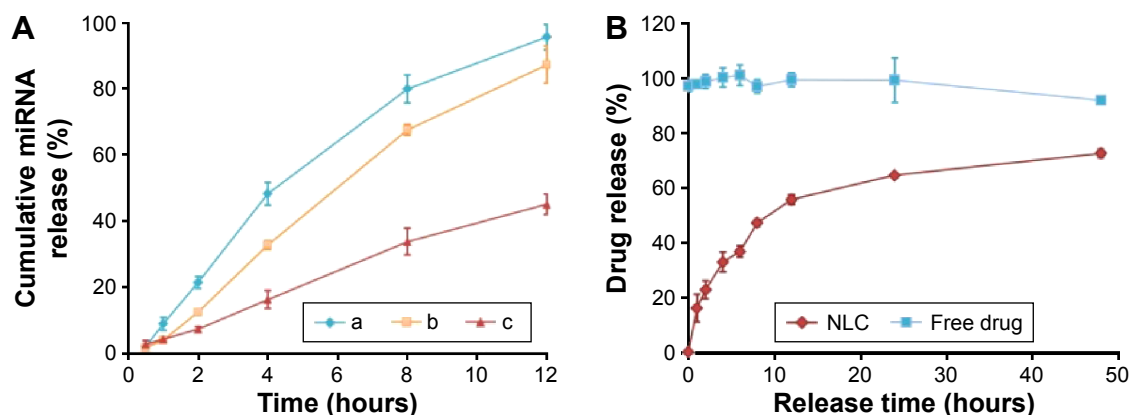 A
Cumulative miRNA
release (%)
100
80
60
40
20
0
0 2 4 6 8 10 12
Time (hours)
a b c
B
Drug release (%)
120
100
80
60
40
20
0
0 10 20 30 40 50
Release time (hours)
NLC Free drug